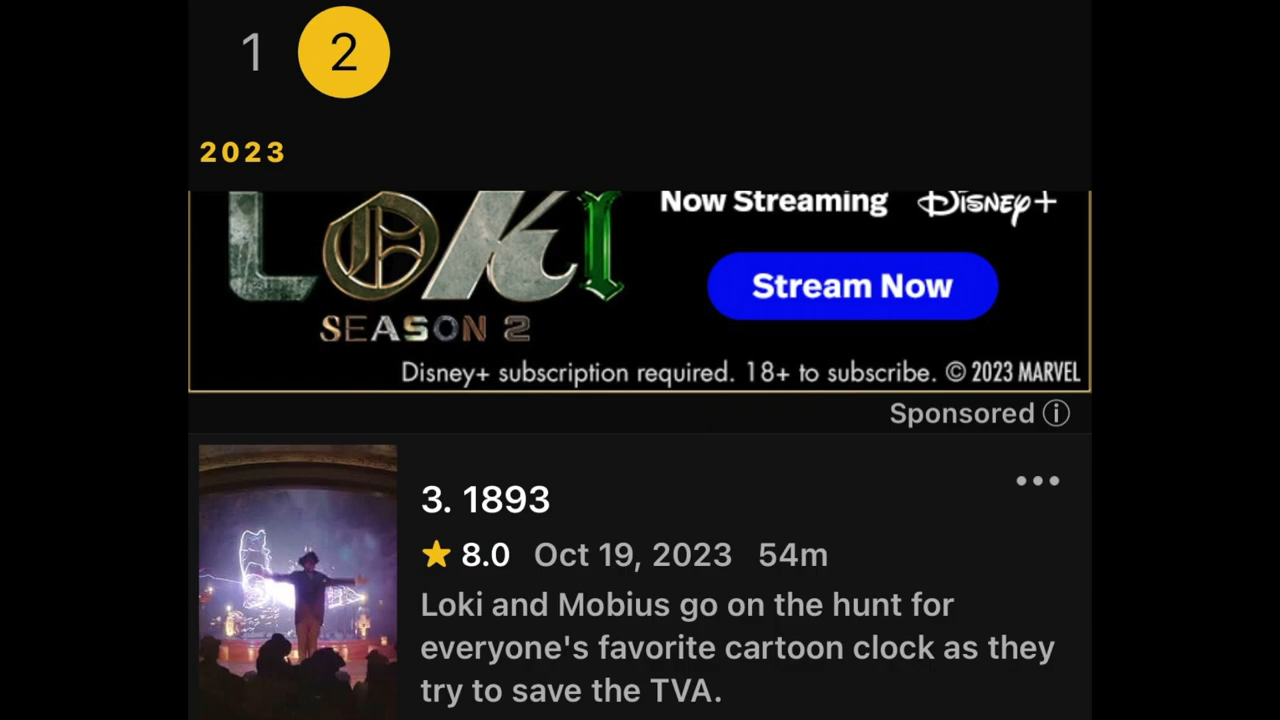 1 2
2023
LOKI
Now Streaming Disney+
Stream Now
SEASON 2
Disney+ subscription required. 18+ to subscribe. © 2023 MARVEL
Sponsored
3. 1893
8.0 Oct 19, 2023 54m
Loki and Mobius go on the hunt for
everyone's favorite cartoon clock as they
try to save the TVA.